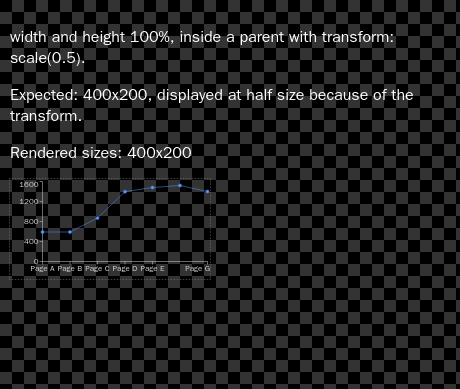 width and height 100%, inside a parent with transform:
scale(0.5).
Expected: 400x200, displayed at half size because of the
transform.
Rendered sizes: 400x200
1600
1200
800
400
0
Page A Page B Page C Page D Page E Page G